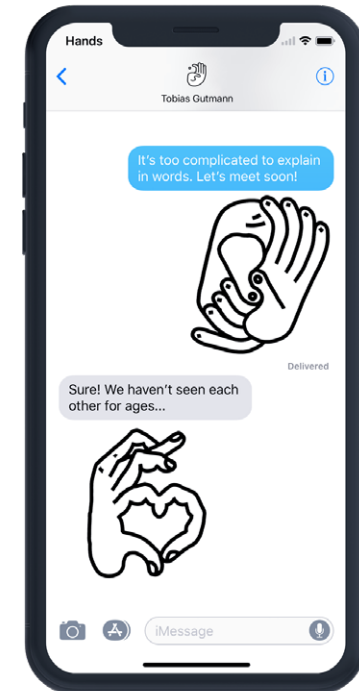 Hands
Tobias Gutmann
It's too complicated to explain
in words. Let's meet soon!
Delivered
Sure! We haven't seen each
other for ages...
iMessage